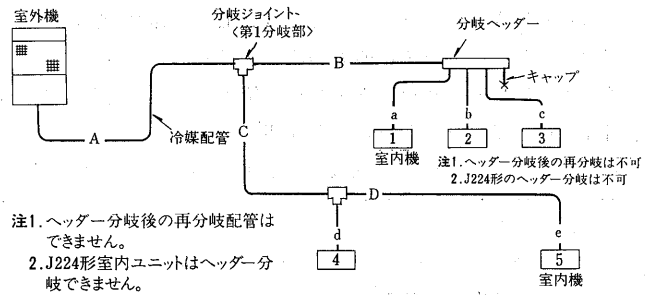 室外機
分岐ジョイント
<第1分岐部>
分岐ヘッダー
B
キャップ
A
冷媒配管
C
a
b
c
1
2
3
室内機
注1.ヘッダー分岐後の再分岐は不可
2.J224形のヘッダー分岐は不可
D
注1.ヘッダー分岐後の再分岐配管は
できません。
2.J224形室内ユニットはヘッダー分
岐できません。
d
e
4
5
室内機